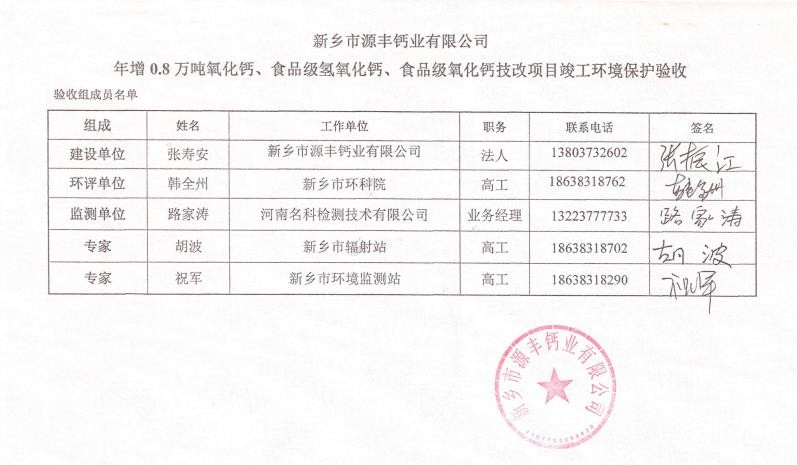 新乡市源丰钙业有限公司
年增 0.8 万吨氧化钙、食品级氢氧化钙、食品级氧化钙技改项目竣工环境保护验收
验收组成员名单
组成 姓名 工作单位 职务 联系电话 签名
建设单位 张寿安 新乡市源丰钙业有限公司 法人 13803732602 张振江
环评单位 韩全州 新乡市环科院 高工 18638318762 韩全州
监测单位 路家涛 河南名科检测技术有限公司 业务经理 13223777733 路家涛
专家 胡波 新乡市辐射站 高工 18638318702 胡波
专家 祝军 新乡市环境监测站 高工 18638318290 祝军
新乡市源丰钙业有限公司